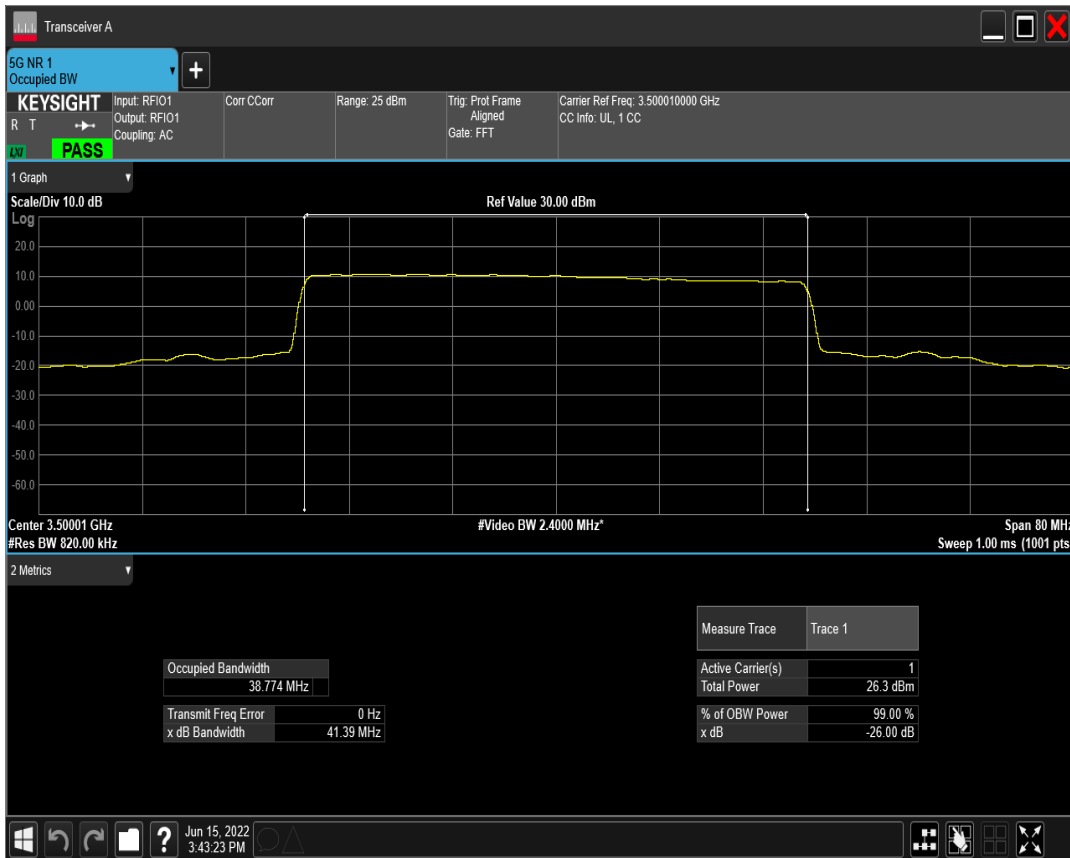 Transceiver A
5G NR 1
Occupied BW
+
KEYSIGHT
R T
LXI
PASS
Input: RFIO1
Output: RFIO1
Coupling: AC
Corr CCorr
Range: 25 dBm
Trig: Prot Frame
Aligned
Gate: FFT
Carrier Ref Freq: 3.500010000 GHz
CC Info: UL, 1 CC
1 Graph
Scale/Div 10.0 dB
Ref Value 30.00 dBm
Log
20.0
10.0
0.00
-10.0
-20.0
-30.0
-40.0
-50.0
-60.0
Center 3.50001 GHz
#Video BW 2.4000 MHz*
Span 80 MHz
#Res BW 820.00 kHz
Sweep 1.00 ms (1001 pts
2 Metrics
Measure Trace Trace 1
Occupied Bandwidth
38.774 MHz
Active Carrier(s) 1
Total Power 26.3 dBm
Transmit Freq Error 0 Hz
x dB Bandwidth 41.39 MHz
% of OBW Power 99.00 %
x dB -26.00 dB
?
Jun 15, 2022
3:43:23 PM